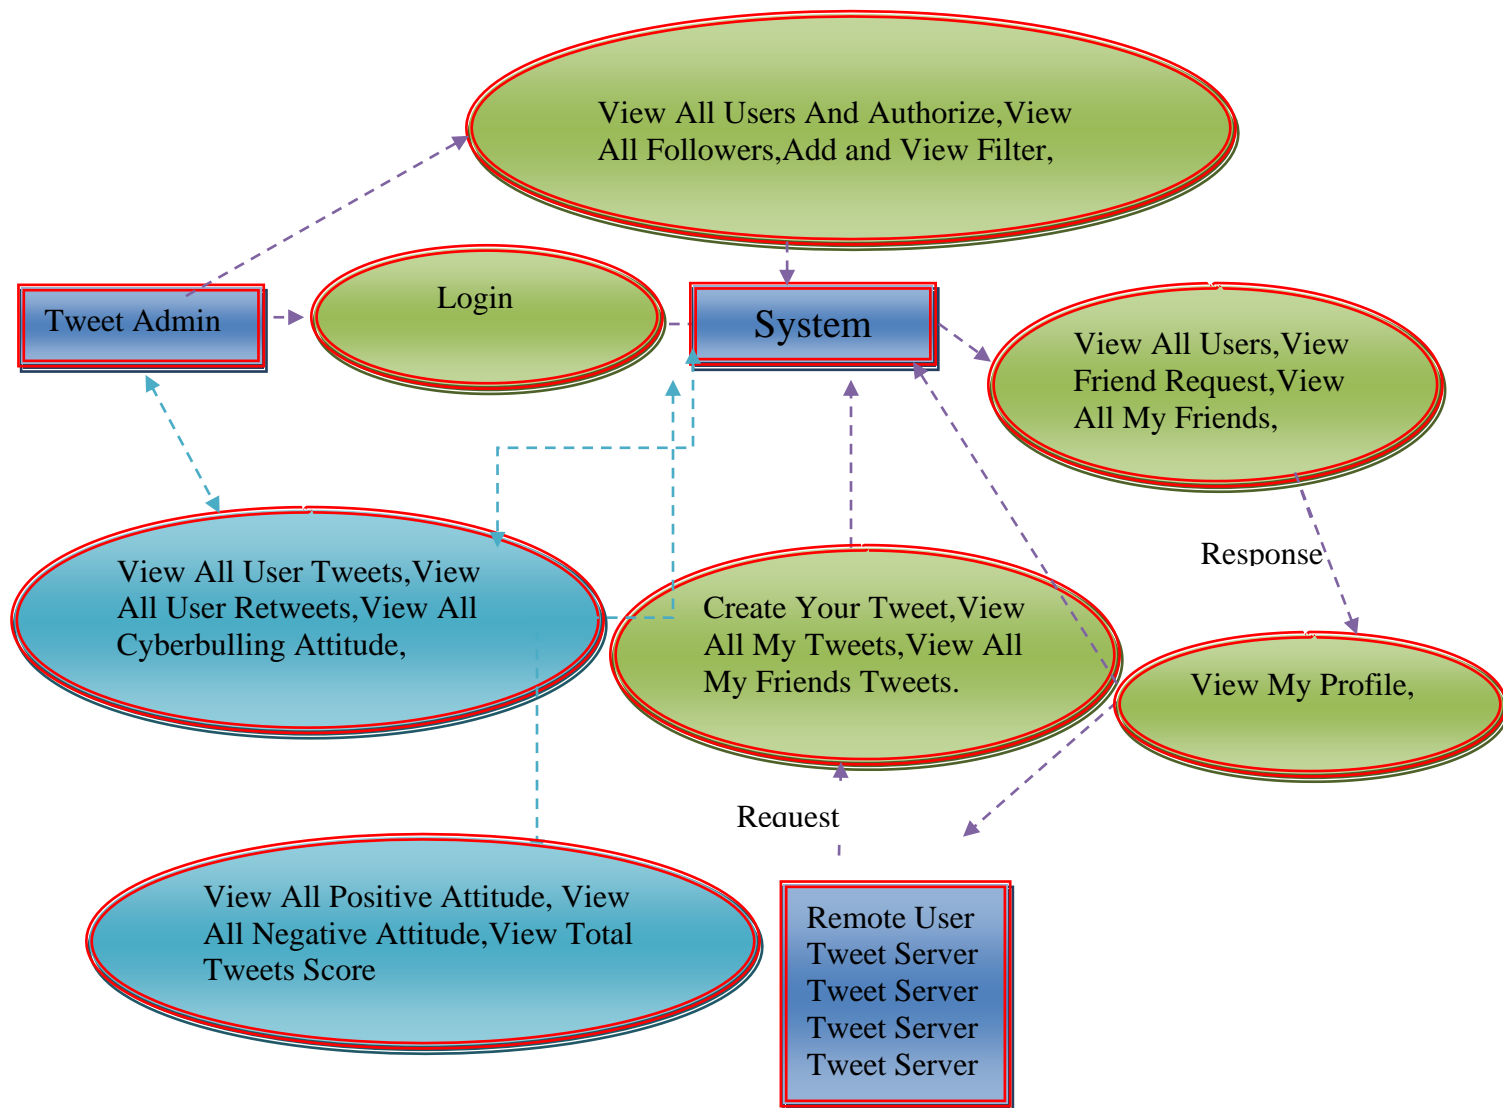 View All Users And Authorize,View
All Followers,Add and View Filter,
Tweet Admin
Login
System
View All Users,View
Friend Request,View
All My Friends,
Response
View All User Tweets,View
All User Retweets,View All
Cyberbulling Attitude,
Create Your Tweet,View
All My Tweets,View All
My Friends Tweets.
View My Profile,
Request
View All Positive Attitude, View
All Negative Attitude,View Total
Tweets Score
Remote User
Tweet Server
Tweet Server
Tweet Server
Tweet Server